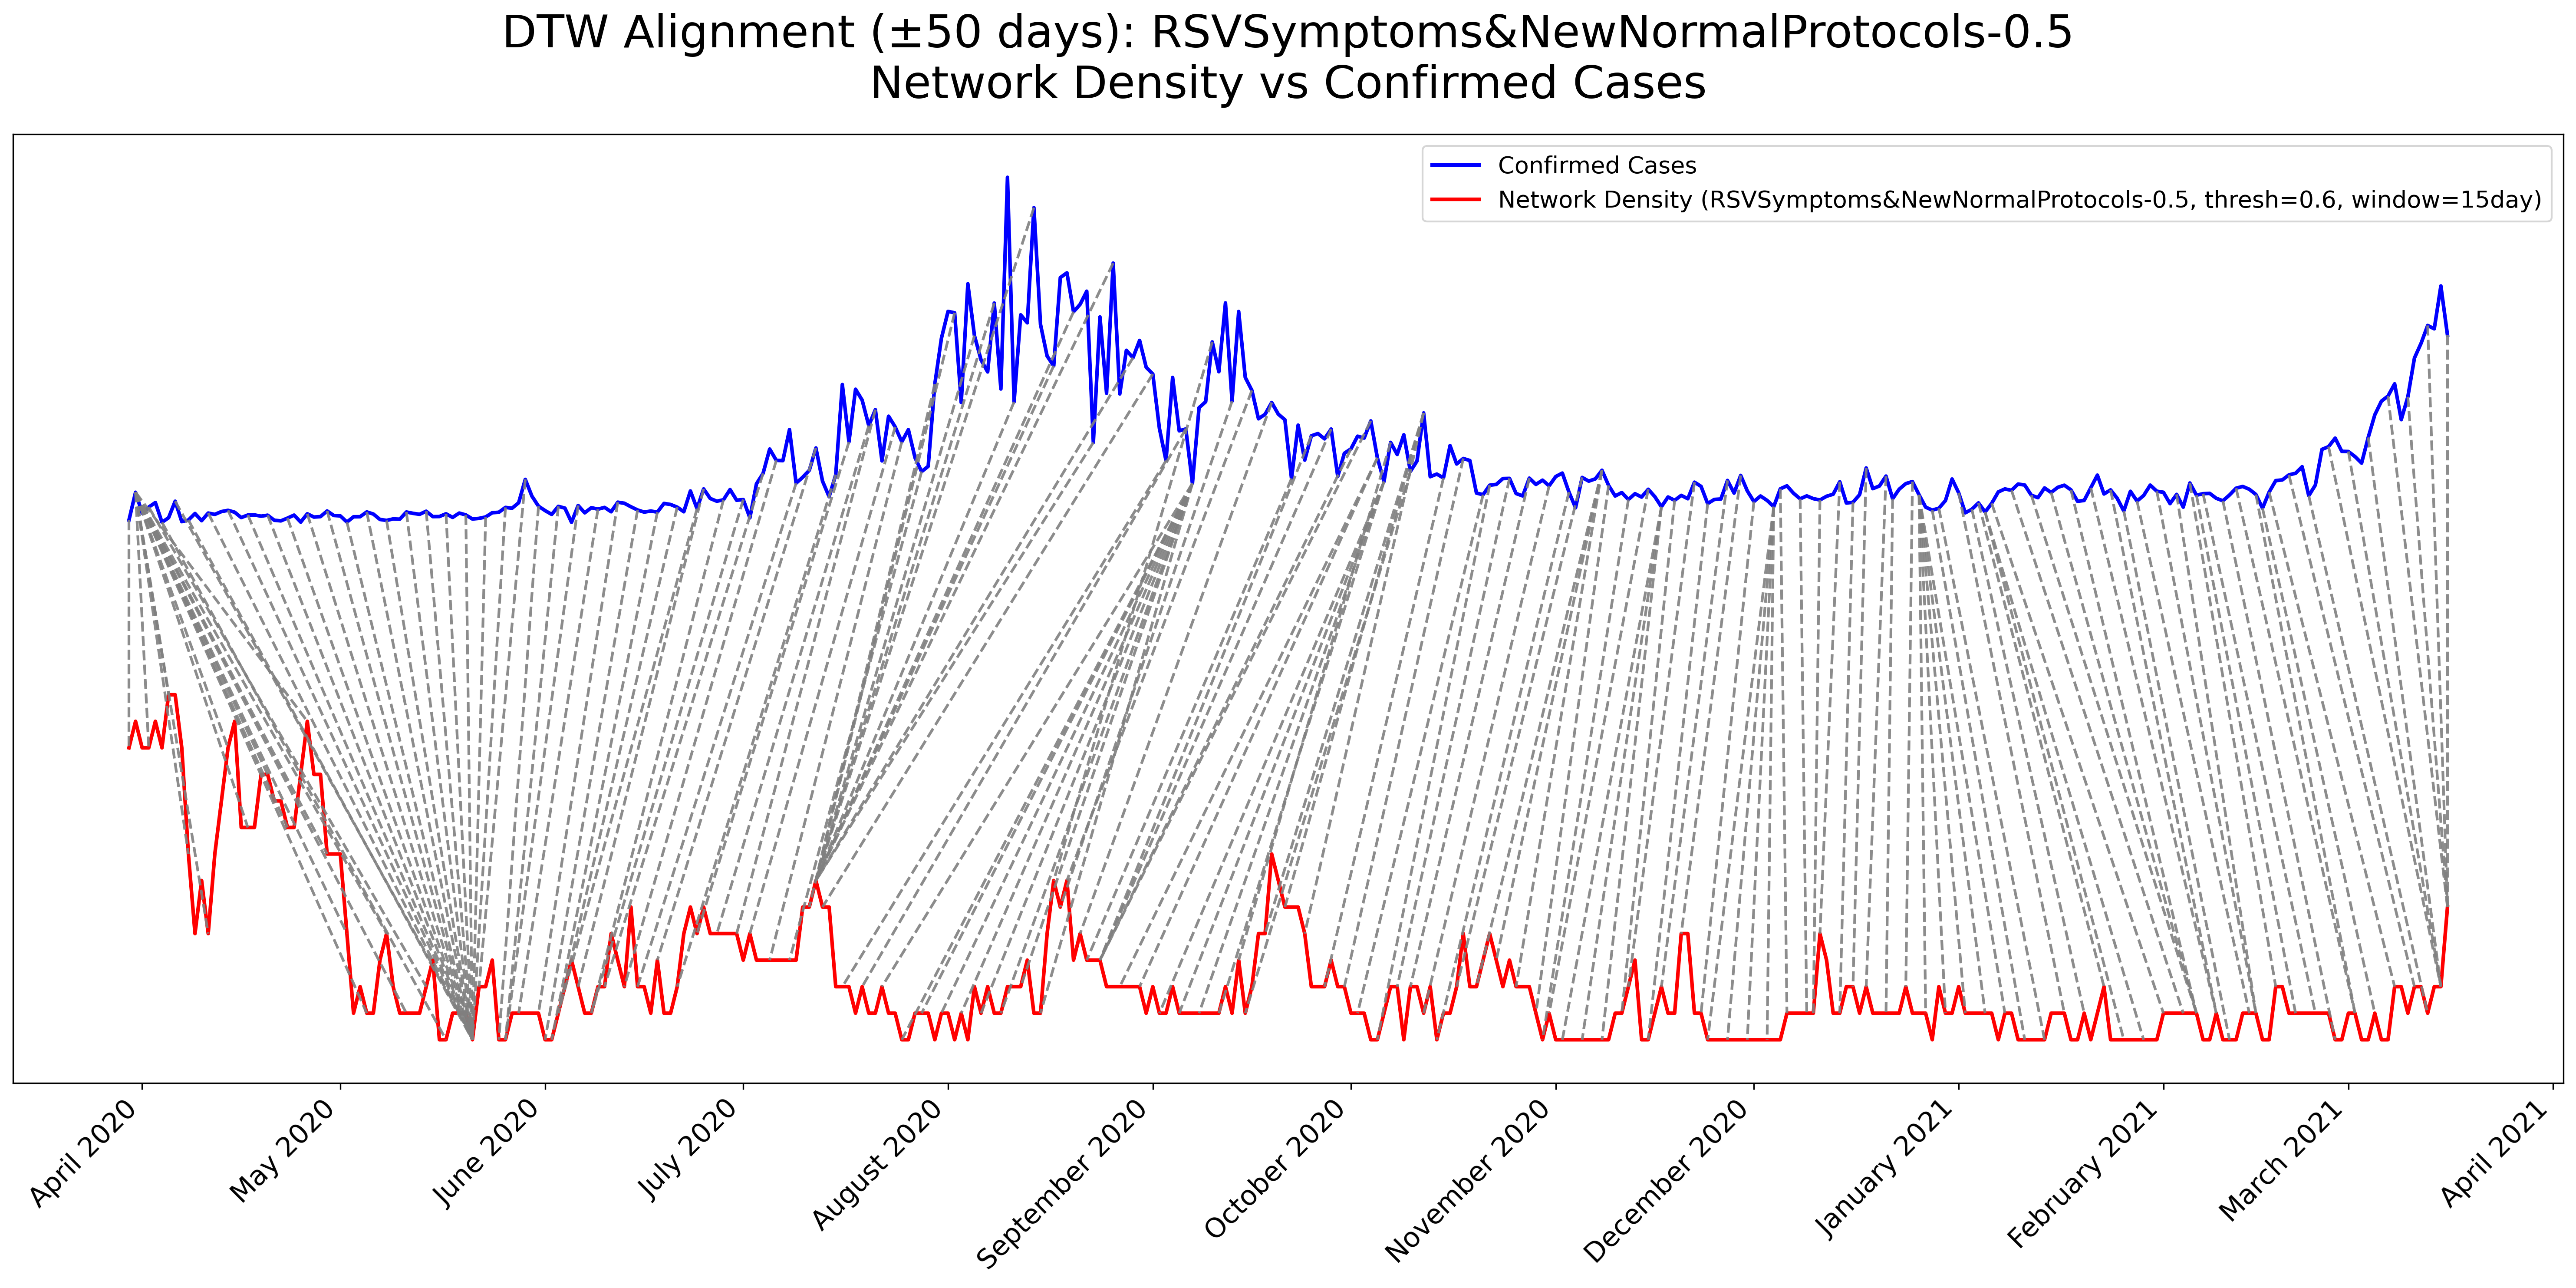 DTW Alignment (±50 days): RSVSymptoms&NewNormalProtocols-0.5
Network Density vs Confirmed Cases
Confirmed Cases
Network Density (RSVSymptoms&NewNormalProtocols-0.5, thresh=0.6, window=15day)
April 2020
May 2020
June 2020
July 2020
August 2020
September 2020
October 2020
November 2020
December 2020
January 2021
February 2021
March 2021
April 2021